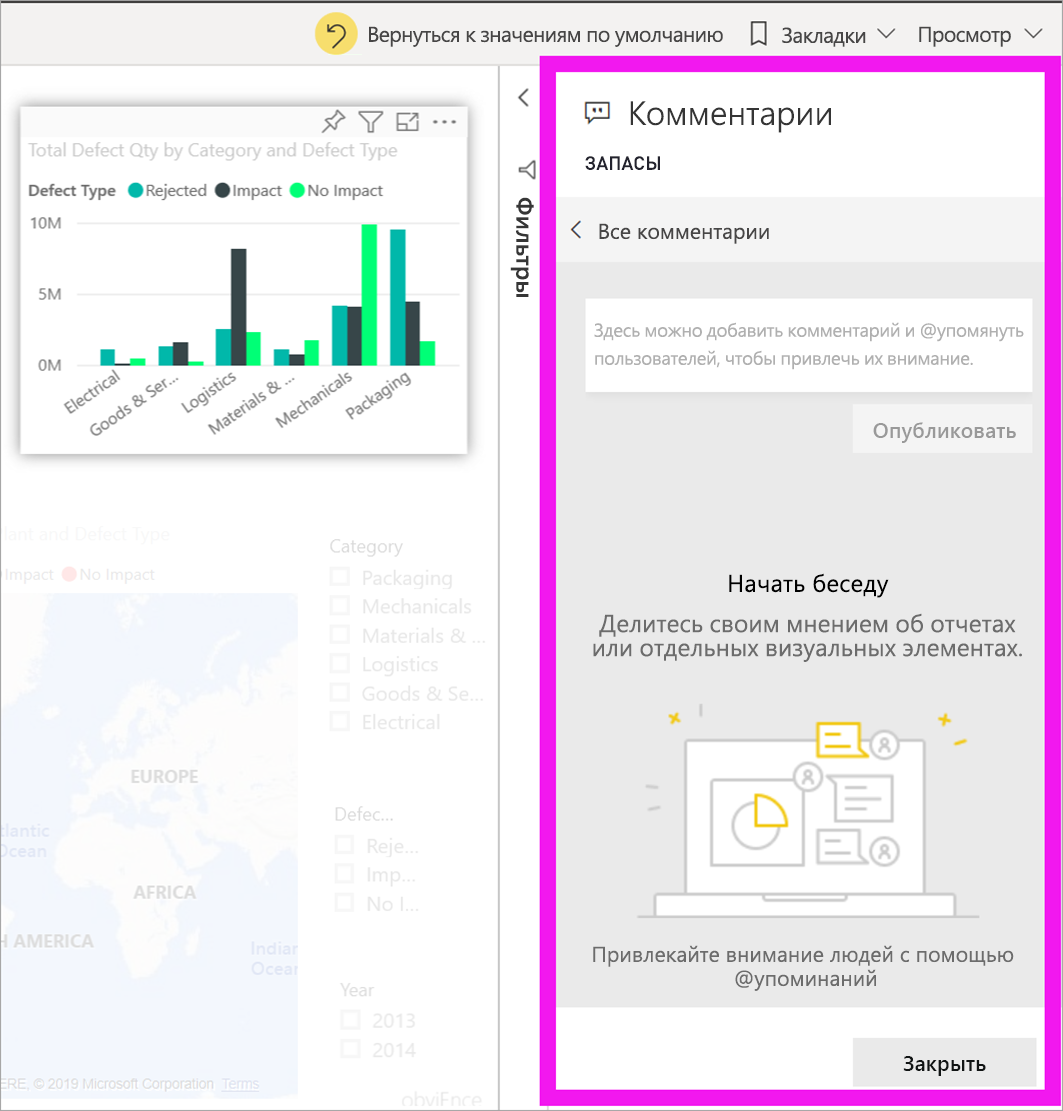 Вернуться к значениям по умолчанию
Закладки
Просмотр
Total Defect Qty by Category and Defect Type
Defect Type Rejected Impact No Impact
10M
5M
0M
Electrical
Goods & Ser...
Logistics
Materials & ...
Mechanicals
Packaging
Фильтры
Plant and Defect Type
Impact No Impact
EUROPE
Atlantic
Ocean
AFRICA
H AMERICA
Indian
Ocean
HERE, © 2019 Microsoft Corporation Terms
Category
Packaging
Mechanicals
Materials & ...
Logistics
Goods & Se...
Electrical
Defec...
Reje...
Imp...
No I...
Year
2013
2014
obviEnce
Комментарии
ЗАПАСЫ
Все комментарии
Здесь можно добавить комментарий и @упомянуть
пользователей, чтобы привлечь их внимание.
Опубликовать
Начать беседу
Делитесь своим мнением об отчетах
или отдельных визуальных элементах.
Привлекайте внимание людей с помощью
@упоминаний
Закрыть